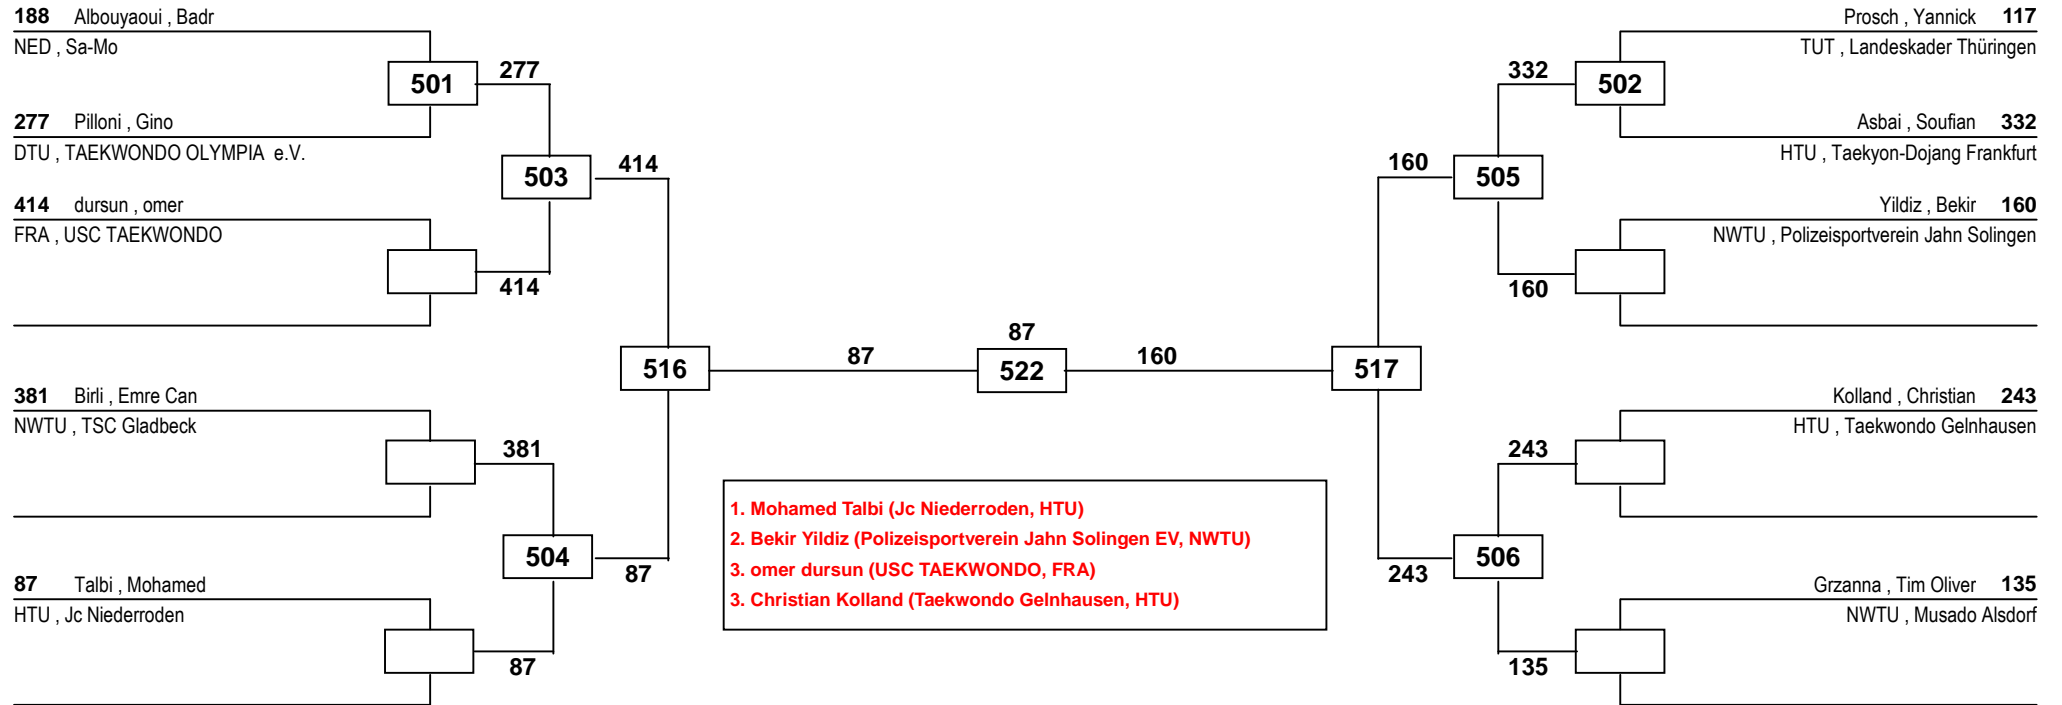 188 Albouyaoui , Badr
NED , Sa-Mo
501
277
277 Pilloni , Gino
DTU , TAEKWONDO OLYMPIA e.V.
503
414
414 dursun , omer
FRA , USC TAEKWONDO
414
516
87
381 Birli , Emre Can
NWTU , TSC Gladbeck
381
504
87
87 Talbi , Mohamed
HTU , Jc Niederroden
87
87
522
160
1. Mohamed Talbi (Jc Niederroden, HTU)
2. Bekir Yildiz (Polizeisportverein Jahn Solingen EV, NWTU)
3. omer dursun (USC TAEKWONDO, FRA)
3. Christian Kolland (Taekwondo Gelnhausen, HTU)
Prosch , Yannick 117
TUT , Landeskader Thüringen
332
502
Asbai , Soufian 332
HTU , Taekyon-Dojang Frankfurt
160
505
Yildiz , Bekir 160
NWTU , Polizeisportverein Jahn Solingen
160
517
Kolland , Christian 243
HTU , Taekwondo Gelnhausen
243
506
243
Grzanna , Tim Oliver 135
NWTU , Musado Alsdorf
135